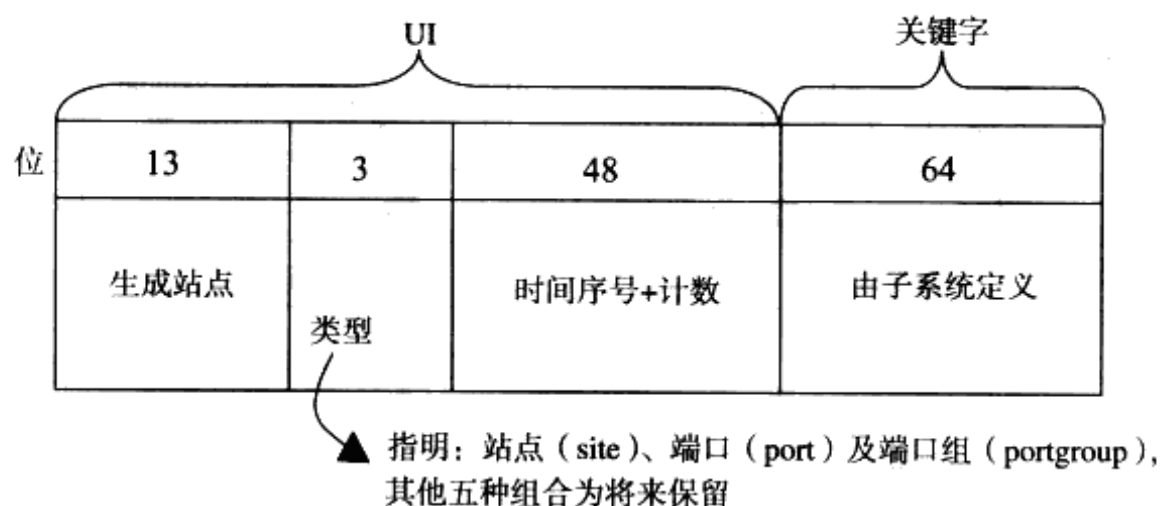 UI
关键字
位
13
3
48
64
生成站点
类型
时间序号+计数
由子系统定义
指明：站点（site）、端口（port）及端口组（portgroup），
其他五种组合为将来保留